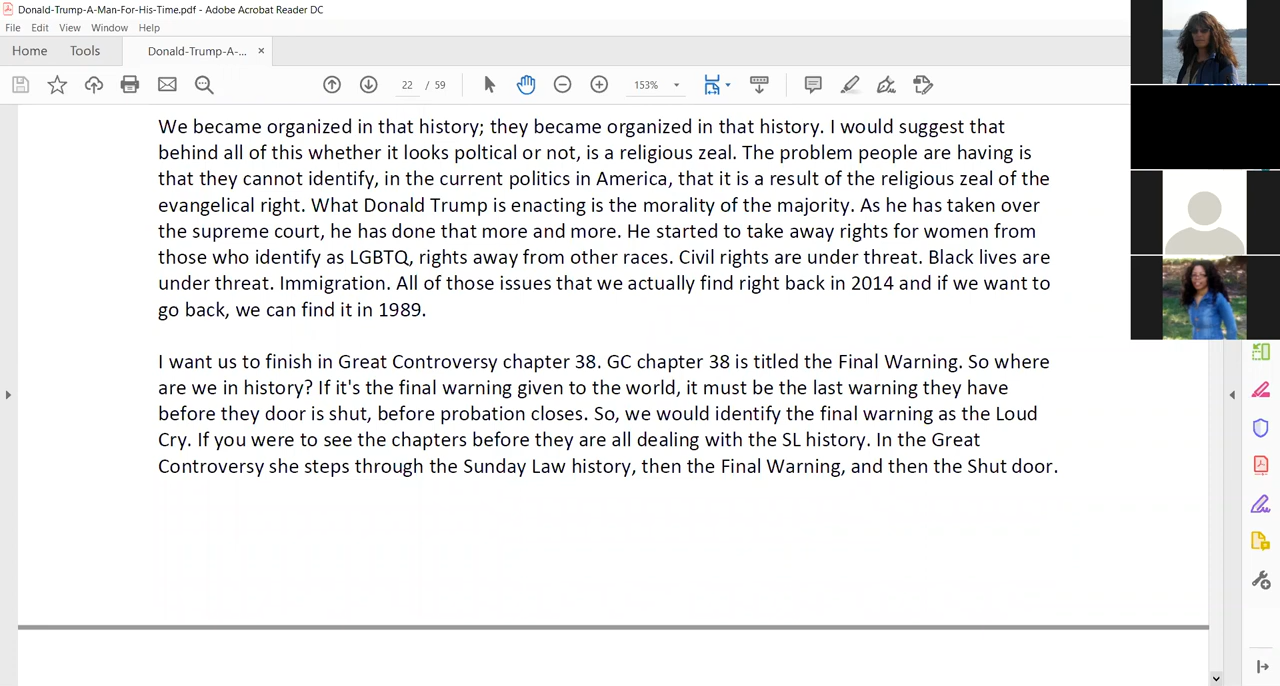 Donald-Trump-A-Man-For-His-Time.pdf - Adobe Acrobat Reader DC
File Edit View Window Help
Home Tools Donald-Trump-A-... ×
22 / 59 153%
We became organized in that history; they became organized in that history. I would suggest that
behind all of this whether it looks poltical or not, is a religious zeal. The problem people are having is
that they cannot identify, in the current politics in America, that it is a result of the religious zeal of the
evangelical right. What Donald Trump is enacting is the morality of the majority. As he has taken over
the supreme court, he has done that more and more. He started to take away rights for women from
those who identify as LGBTQ, rights away from other races. Civil rights are under threat. Black lives are
under threat. Immigration. All of those issues that we actually find right back in 2014 and if we want to
go back, we can find it in 1989.
I want us to finish in Great Controversy chapter 38. GC chapter 38 is titled the Final Warning. So where
are we in history? If it's the final warning given to the world, it must be the last warning they have
before they door is shut, before probation closes. So, we would identify the final warning as the Loud
Cry. If you were to see the chapters before they are all dealing with the SL history. In the Great
Controversy she steps through the Sunday Law history, then the Final Warning, and then the Shut door.